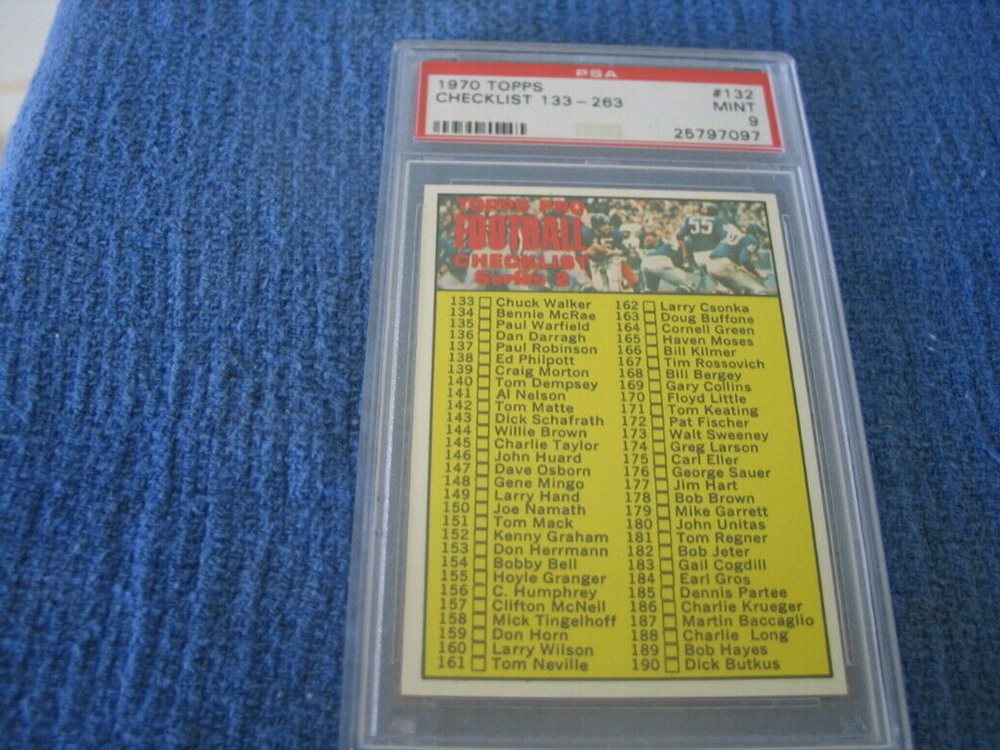 PSA
1970 TOPPS #132
CHECKLIST 133-263 MINT
9
25797097
TOPPS PRO
FOOTBALL
CHECKLIST
Series 2
55
133 Chuck Walker
134 Bennie McRae
135 Paul Warfield
136 Dan Darragh
137 Paul Robinson
138 Ed Philpott
139 Craig Morton
140 Tom Dempsey
141 Al Nelson
142 Tom Matte
143 Dick Schafrath
144 Willie Brown
145 Charlie Taylor
146 John Huard
147 Dave Osborn
148 Gene Mingo
149 Larry Hand
150 Joe Namath
151 Tom Mack
152 Kenny Graham
153 Don Herrmann
154 Bobby Bell
155 Hoyle Granger
156 C. Humphrey
157 Clifton McNeil
158 Mick Tingelhoff
159 Don Horn
160 Larry Wilson
161 Tom Neville
162 Larry Csonka
163 Doug Buffone
164 Cornell Green
165 Haven Moses
166 Bill Kilmer
167 Tim Rossovich
168 Bill Bergey
169 Gary Collins
170 Floyd Little
171 Tom Keating
172 Pat Fischer
173 Walt Sweeney
174 Greg Larson
175 Carl Eller
176 George Sauer
177 Jim Hart
178 Bob Brown
179 Mike Garrett
180 John Unitas
181 Tom Regner
182 Bob Jeter
183 Gail Cogdill
184 Earl Gros
185 Dennis Partee
186 Charlie Krueger
187 Martin Baccaglio
188 Charlie Long
189 Bob Hayes
190 Dick Butkus